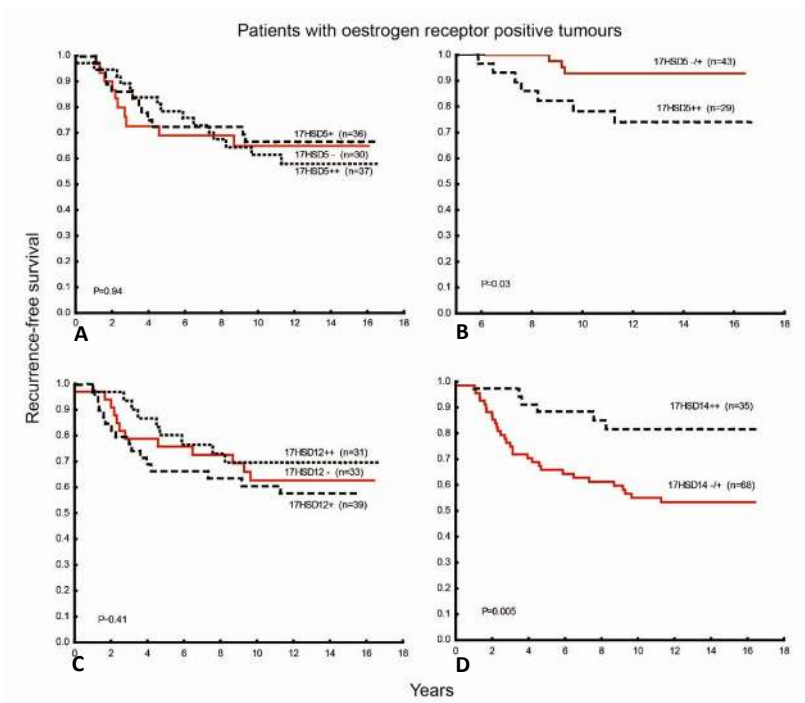 Patients with oestrogen receptor positive tumours
Recurrence-free survival
1.0
0.9
0.8
0.7
0.6
0.5
0.4
0.3
0.2
0.1
0.0
17HSD5+ (n=36)
17HSD5 - (n=30)
17HSD5++ (n=37)
P=0.94
0 2 4 6 8 10 12 14 16 18
A
1.0
0.9
0.8
0.7
0.6
0.5
0.4
0.3
0.2
0.1
0.0
17HSD5 -/+ (n=43)
17HSD5++ (n=29)
P=0.03
6 8 10 12 14 16 18
B
1.0
0.9
0.8
0.7
0.6
0.5
0.4
0.3
0.2
0.1
0.0
17HSD12++ (n=31)
17HSD12 - (n=33)
17HSD12+ (n=39)
P=0.41
0 2 4 6 8 10 12 14 16 18
C
1.0
0.9
0.8
0.7
0.6
0.5
0.4
0.3
0.2
0.1
0.0
17HSD14++ (n=35)
17HSD14 -/+ (n=68)
P=0.005
0 2 4 6 8 10 12 14 16 18
D
Years